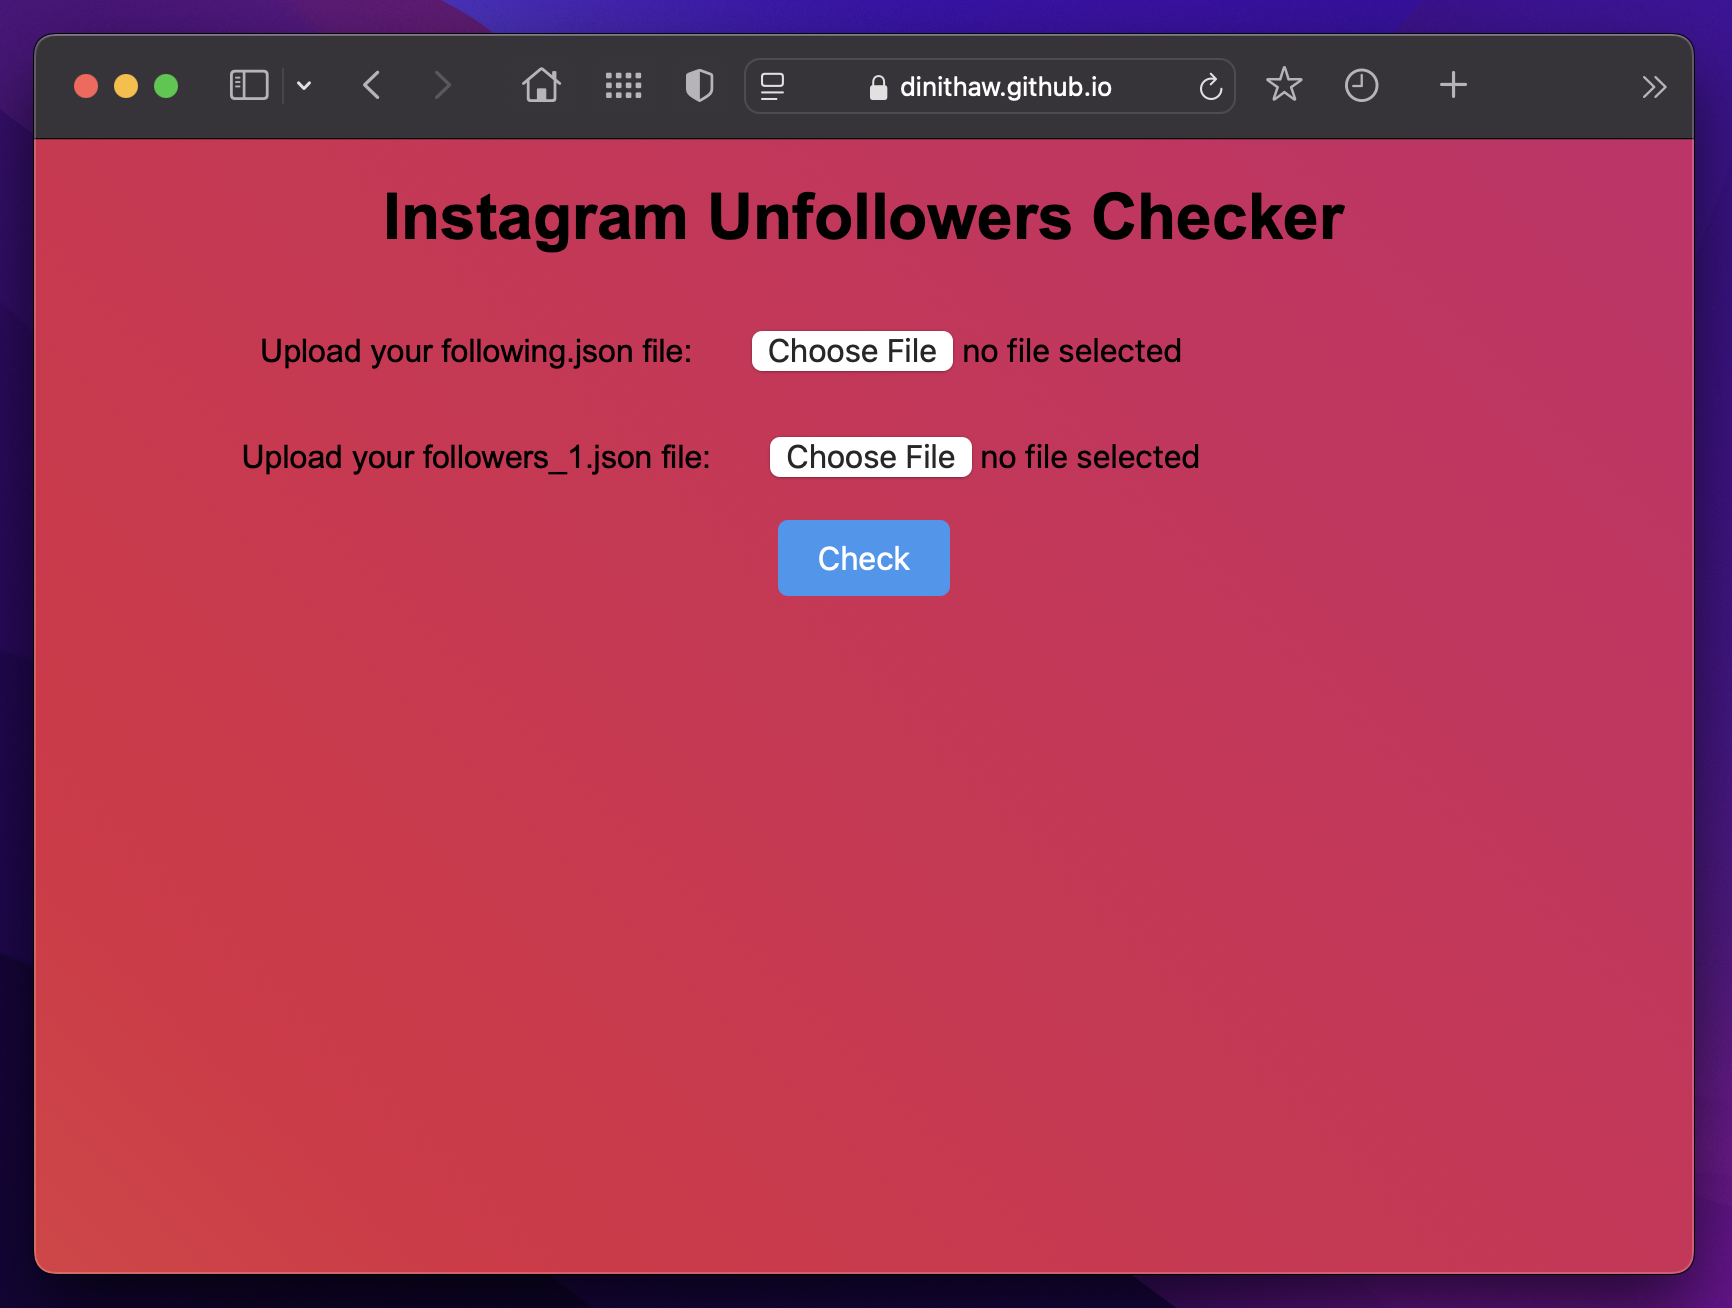 dinithaw.github.io
Instagram Unfollowers Checker
Upload your following.json file: Choose File no file selected
Upload your followers_1.json file: Choose File no file selected
Check